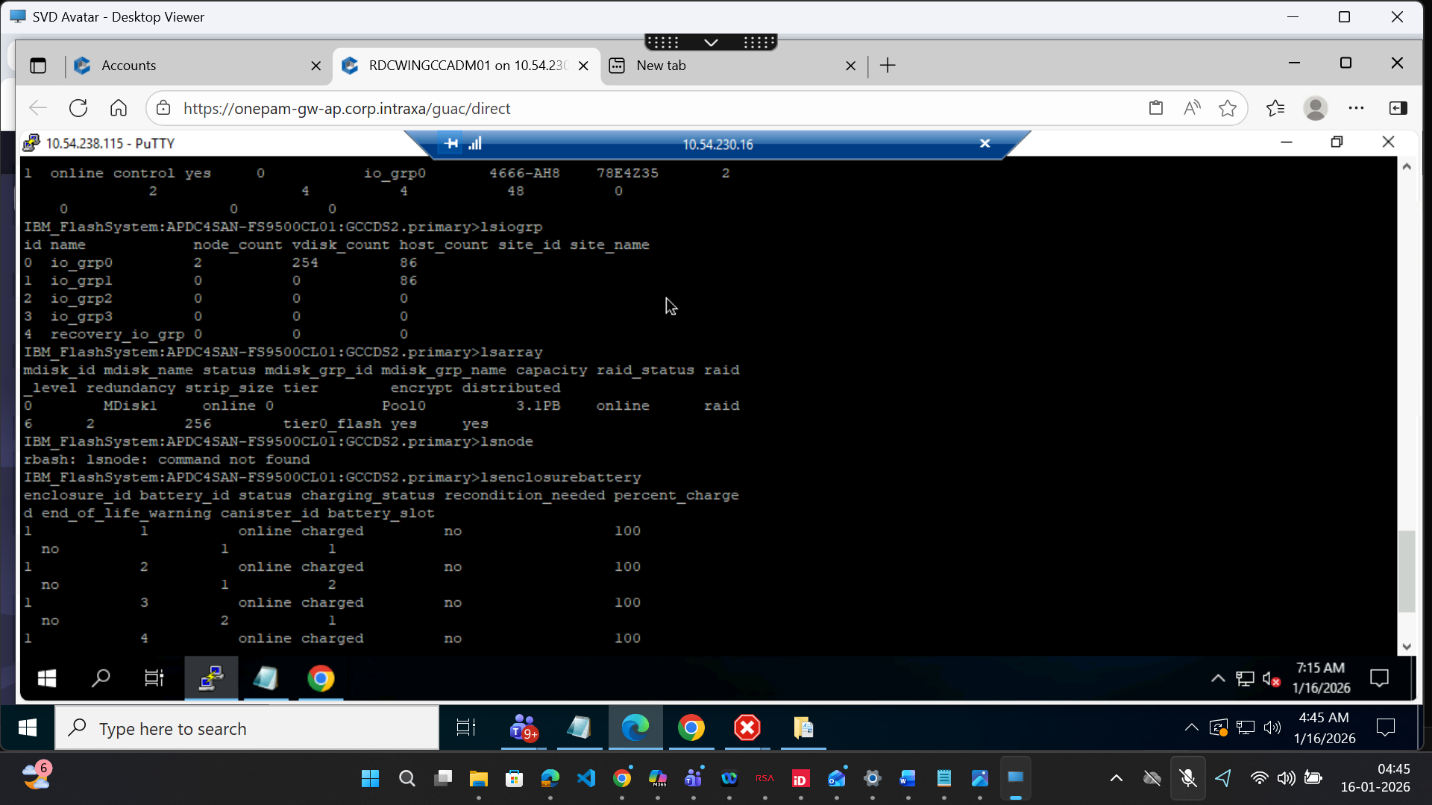 SVD Avatar - Desktop Viewer
Accounts
RDCWINGCCADM01 on 10.54.230
New tab
https://onepam-gw-ap.corp.intraxa/guac/direct
10.54.238.115 - PuTTY
10.54.230.16
1 online control yes 0 io_grp0 4666-AH8 78E4Z35 2
2 4 4 48 0
0 0 0
IBM_FlashSystem:APDC4SAN-FS9500CL01:GCCDS2.primary>lsiogrp
id name node_count vdisk_count host_count site_id site_name
0 io_grp0 2 254 86
1 io_grp1 0 0 86
2 io_grp2 0 0 0
3 io_grp3 0 0 0
4 recovery_io_grp 0 0 0
IBM_FlashSystem:APDC4SAN-FS9500CL01:GCCDS2.primary>lsarray
mdisk_id mdisk_name status mdisk_grp_id mdisk_grp_name capacity raid_status raid
_level redundancy strip_size tier encrypt distributed
0 MDisk1 online 0 Pool0 3.1PB online raid
6 2 256 tier0_flash yes yes
IBM_FlashSystem:APDC4SAN-FS9500CL01:GCCDS2.primary>lsnode
rbash: lsnode: command not found
IBM_FlashSystem:APDC4SAN-FS9500CL01:GCCDS2.primary>lsenclosurebattery
enclosure_id battery_id status charging_status recondition_needed percent_charge
d end_of_life_warning canister_id battery_slot
1 1 online charged no 100
no 1 1
1 2 online charged no 100
no 1 2
1 3 online charged no 100
no 2 1
1 4 online charged no 100
7:15 AM
1/16/2026
Type here to search
9+
4:45 AM
1/16/2026
6
RSA
iD
04:45
16-01-2026